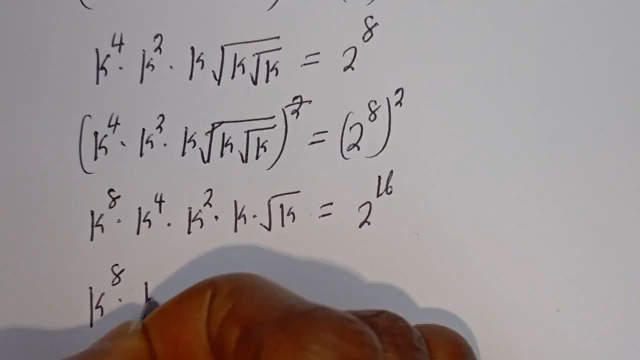 k⁴ · k² · k√(k√k) = 2⁸
(k⁴ · k² · k√(k√k))² = (2⁸)²
k⁸ · k⁴ · k² · k · √k = 2¹⁶
k⁸ ·